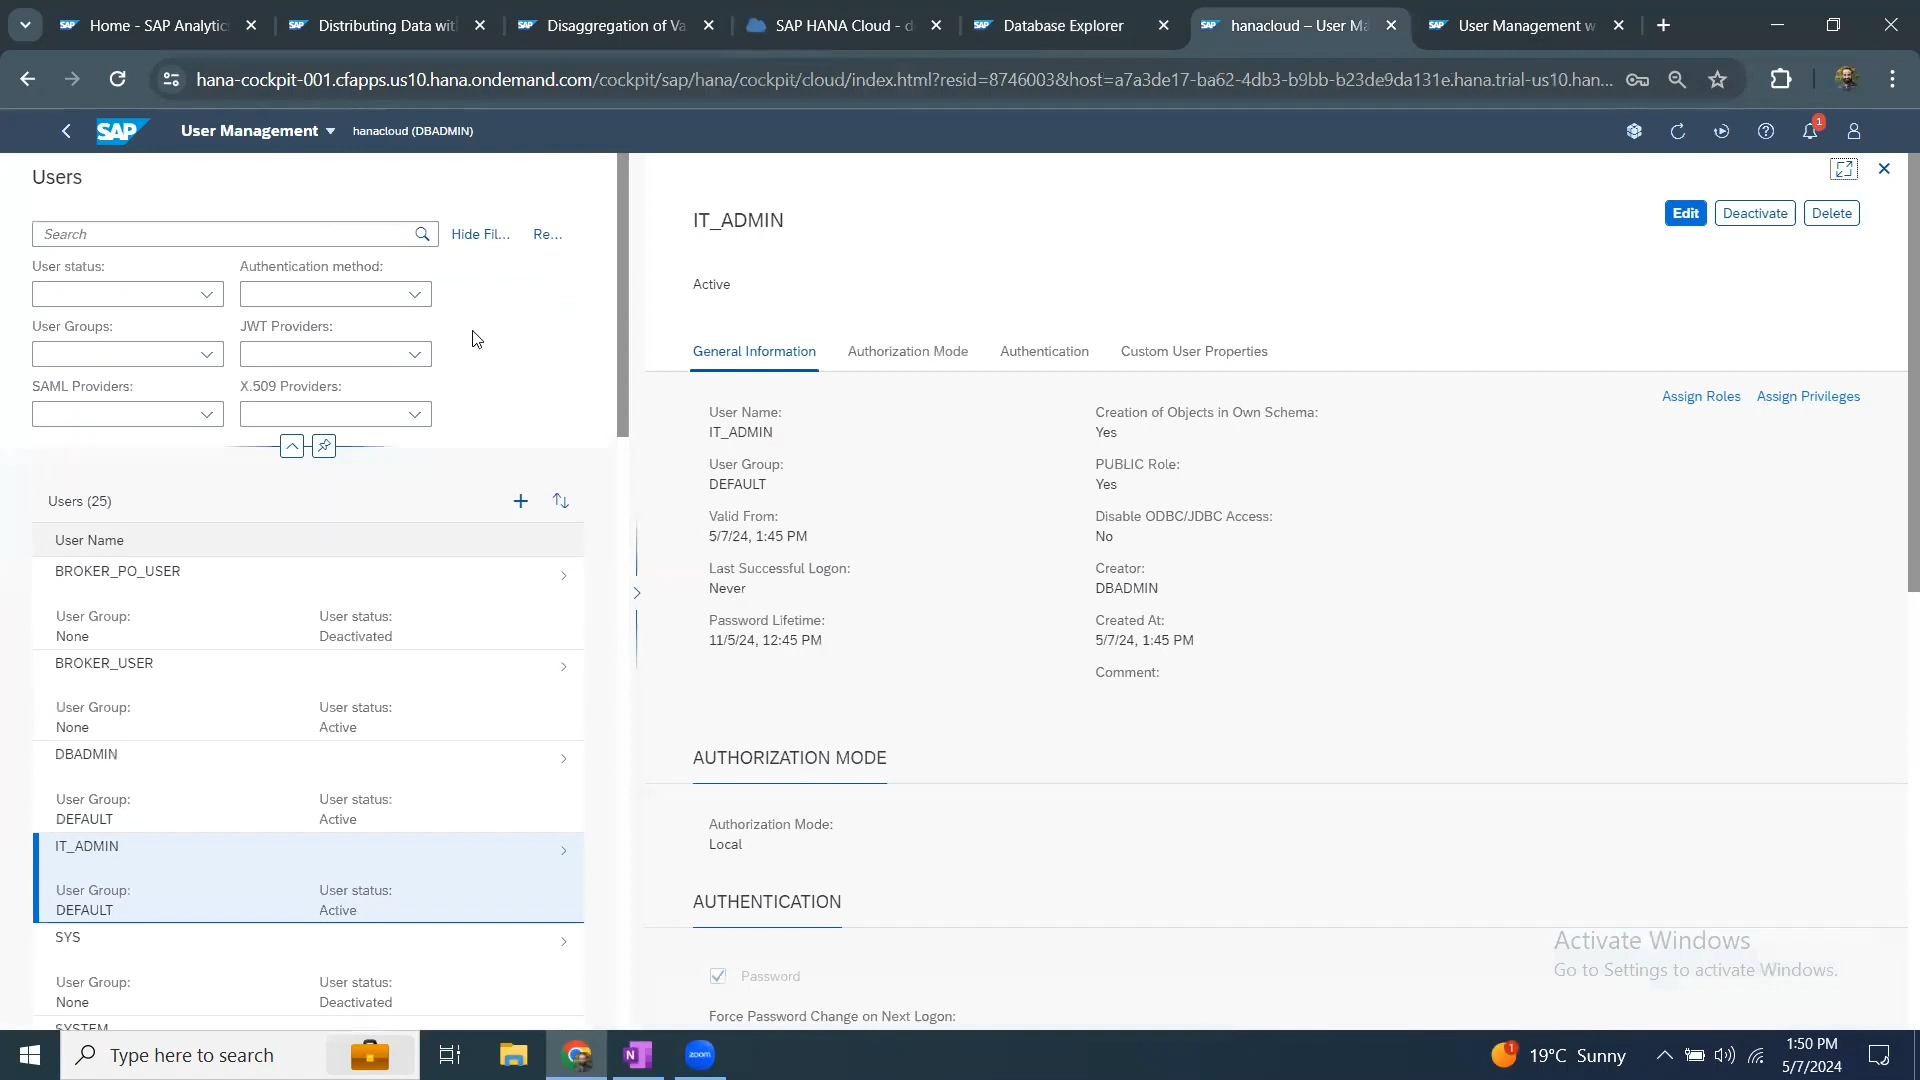 Home - SAP Analytic
Distributing Data wit
Disaggregation of Va
SAP HANA Cloud - d
Database Explorer
hanacloud – User Ma
User Management w
hana-cockpit-001.cfapps.us10.hana.ondemand.com/cockpit/sap/hana/cockpit/cloud/index.html?resid=8746003&host=a7a3de17-ba62-4db3-b9bb-b23de9da131e.hana.trial-us10.han...
SAP User Management hanacloud (DBADMIN)
1
Users
Search
Hide Fil...
Re...
User status:
Authentication method:
User Groups:
JWT Providers:
SAML Providers:
X.509 Providers:
Users (25)
User Name
BROKER_PO_USER
User Group:
User status:
None
Deactivated
BROKER_USER
User Group:
User status:
None
Active
DBADMIN
User Group:
User status:
DEFAULT
Active
IT_ADMIN
User Group:
User status:
DEFAULT
Active
SYS
User Group:
User status:
None
Deactivated
SYSTEM
IT_ADMIN
Edit
Deactivate
Delete
Active
General Information
Authorization Mode
Authentication
Custom User Properties
Assign Roles
Assign Privileges
User Name:
IT_ADMIN
User Group:
DEFAULT
Valid From:
5/7/24, 1:45 PM
Last Successful Logon:
Never
Password Lifetime:
11/5/24, 12:45 PM
Creation of Objects in Own Schema:
Yes
PUBLIC Role:
Yes
Disable ODBC/JDBC Access:
No
Creator:
DBADMIN
Created At:
5/7/24, 1:45 PM
Comment:
AUTHORIZATION MODE
Authorization Mode:
Local
AUTHENTICATION
Password
Force Password Change on Next Logon:
Activate Windows
Go to Settings to activate Windows.
Type here to search
zoom
1
19°C Sunny
1:50 PM
5/7/2024